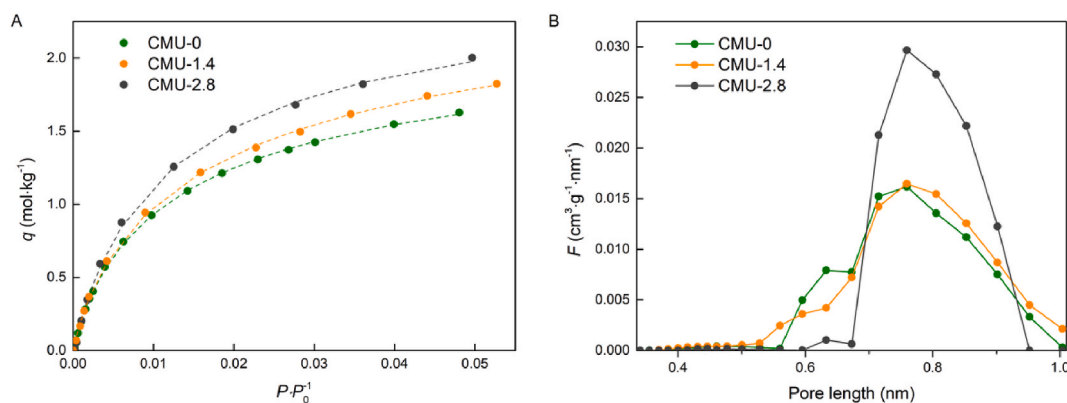 A
CMU-0
CMU-1.4
CMU-2.8
2.0
1.5
1.0
0.5
0.0
q (mol·kg⁻¹)
0.00 0.01 0.02 0.03 0.04 0.05
P·P₀⁻¹
B
CMU-0
CMU-1.4
CMU-2.8
0.030
0.025
0.020
0.015
0.010
0.005
0.000
F (cm³·g⁻¹·nm⁻¹)
0.4 0.6 0.8 1.0
Pore length (nm)